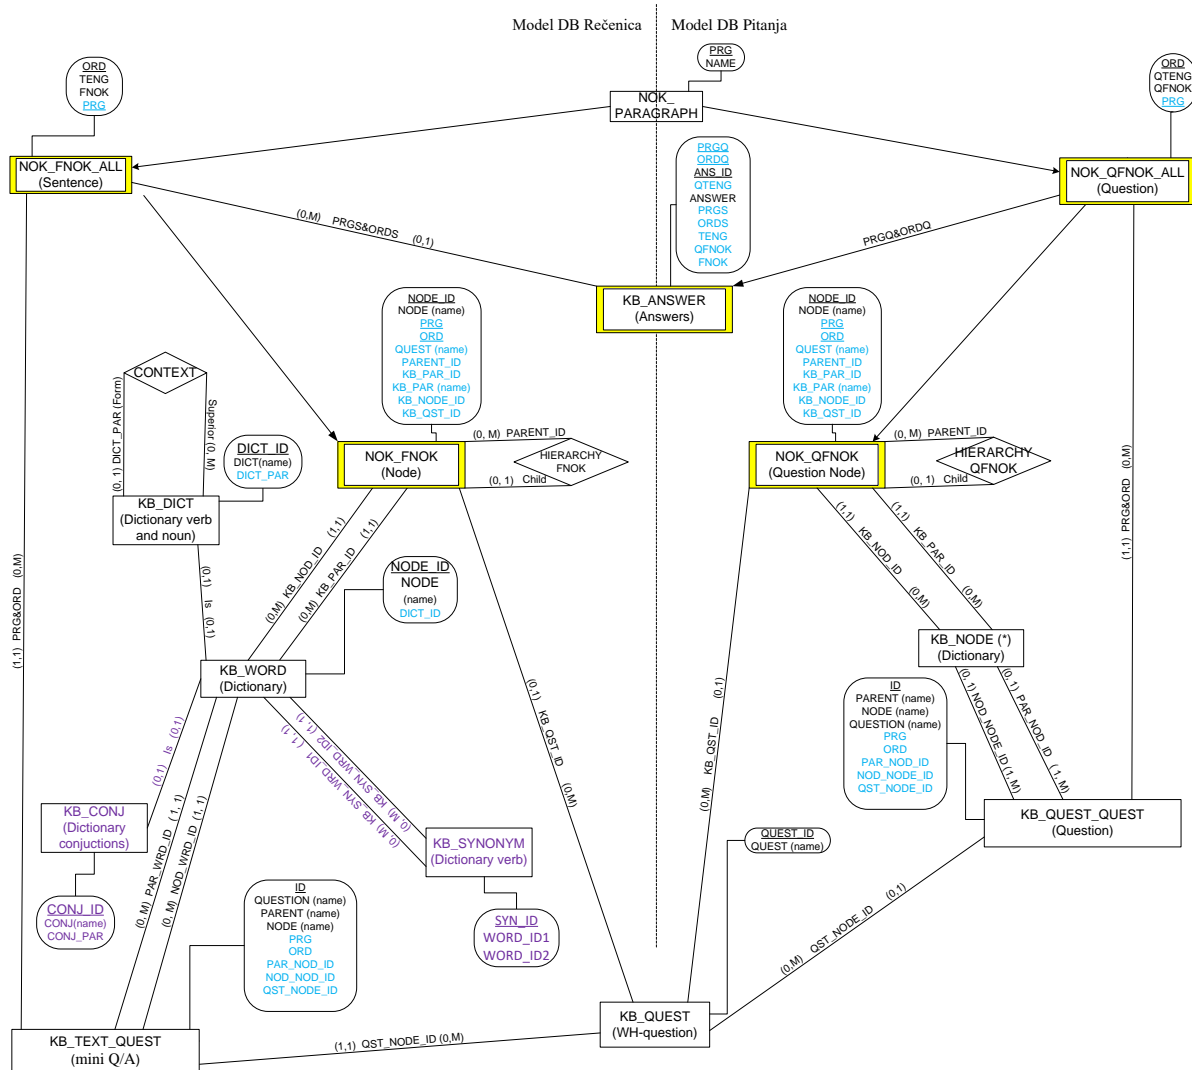 Model DB Rečenica
Model DB Pitanja
PRG
NAME
NOK_
PARAGRAPH
ORD
TENG
FNOK
PRG
ORD
QTENG
QFNOK
PRG
NOK_FNOK_ALL
(Sentence)
NOK_QFNOK_ALL
(Question)
PRGQ
ORDQ
ANS_ID
QTENG
ANSWER
PRGS
ORDS
TENG
QFNOK
FNOK
(0,M) PRGS&ORDS (0,1)
PRGQ&ORDQ
KB_ANSWER
(Answers)
NODE_ID
NODE (name)
PRG
ORD
QUEST (name)
PARENT_ID
KB_PAR_ID
KB_PAR (name)
KB_NODE_ID
KB_QST_ID
NODE_ID
NODE (name)
PRG
ORD
QUEST (name)
PARENT_ID
KB_PAR_ID
KB_PAR (name)
KB_NODE_ID
KB_QST_ID
CONTEXT
(0, 1) DICT_PAR (Form)
Superior (0, M)
DICT_ID
DICT(name)
DICT_PAR
KB_DICT
(Dictionary verb
and noun)
NOK_FNOK
(Node)
(0, M) PARENT_ID
HIERARCHY
FNOK
(0, 1) Child
NOK_QFNOK
(Question Node)
(0, M) PARENT_ID
HIERARCHY
QFNOK
(0, 1) Child
(1,1) PRG&ORD (0,M)
(1,1) PRG&ORD (0,M)
(0,M) KB_NOD_ID (1,1)
(0,M) KB_PAR_ID (1,1)
(1,1) KB_NOD_ID (0,M)
(1,1) KB_PAR_ID (0,M)
(0,1) Is (0,1)
NODE_ID
NODE
(name)
DICT_ID
KB_WORD
(Dictionary)
KB_NODE (*)
(Dictionary)
(0,1) KB_QST_ID (0,M)
(0,M) KB_QST_ID (0,1)
(0,1) NOD_NODE_ID (1,M)
(0,1) PAR_NOD_ID (1,M)
ID
PARENT (name)
NODE (name)
QUESTION (name)
PRG
ORD
PAR_NOD_ID
NOD_NODE_ID
QST_NODE_ID
(0,1) Is (0,1)
(0, M) PAR_WRD_ID (1, 1)
(0, M) NOD_WRD_ID (1, 1)
(0, M) KB_SYN_WRD_ID1 (1, 1)
(0, M) KB_SYN_WRD_ID2 (1, 1)
KB_CONJ
(Dictionary
conjuctions)
KB_SYNONYM
(Dictionary verb)
KB_QUEST_QUEST
(Question)
QUEST_ID
QUEST (name)
CONJ_ID
CONJ(name)
CONJ_PAR
SYN_ID
WORD_ID1
WORD_ID2
ID
QUESTION (name)
PARENT (name)
NODE (name)
PRG
ORD
PAR_NOD_ID
NOD_NOD_ID
QST_NODE_ID
(0,M) QST_NODE_ID (0,1)
KB_TEXT_QUEST
(mini Q/A)
(1,1) QST_NODE_ID (0,M)
KB_QUEST
(WH-question)